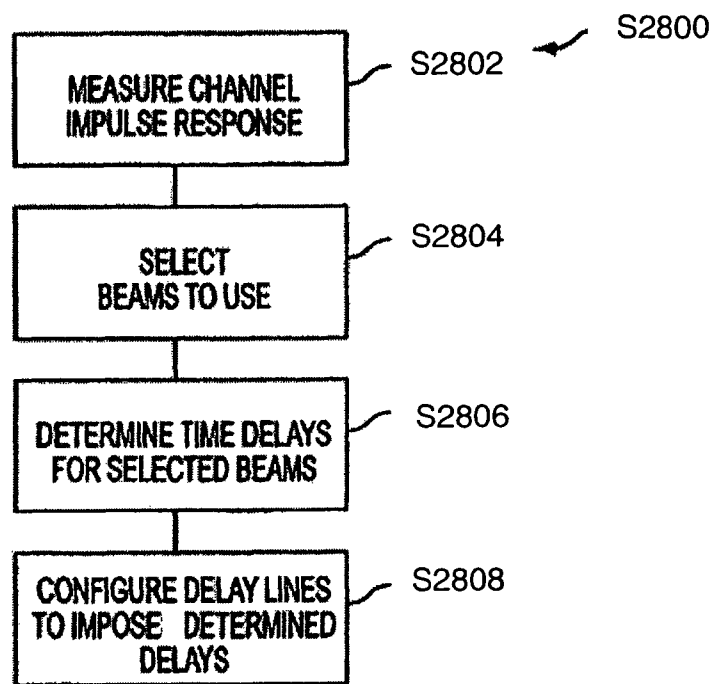 S2800
S2802
MEASURE CHANNEL
IMPULSE RESPONSE
S2804
SELECT
BEAMS TO USE
S2806
DETERMINE TIME DELAYS
FOR SELECTED BEAMS
S2808
CONFIGURE DELAY LINES
TO IMPOSE DETERMINED
DELAYS